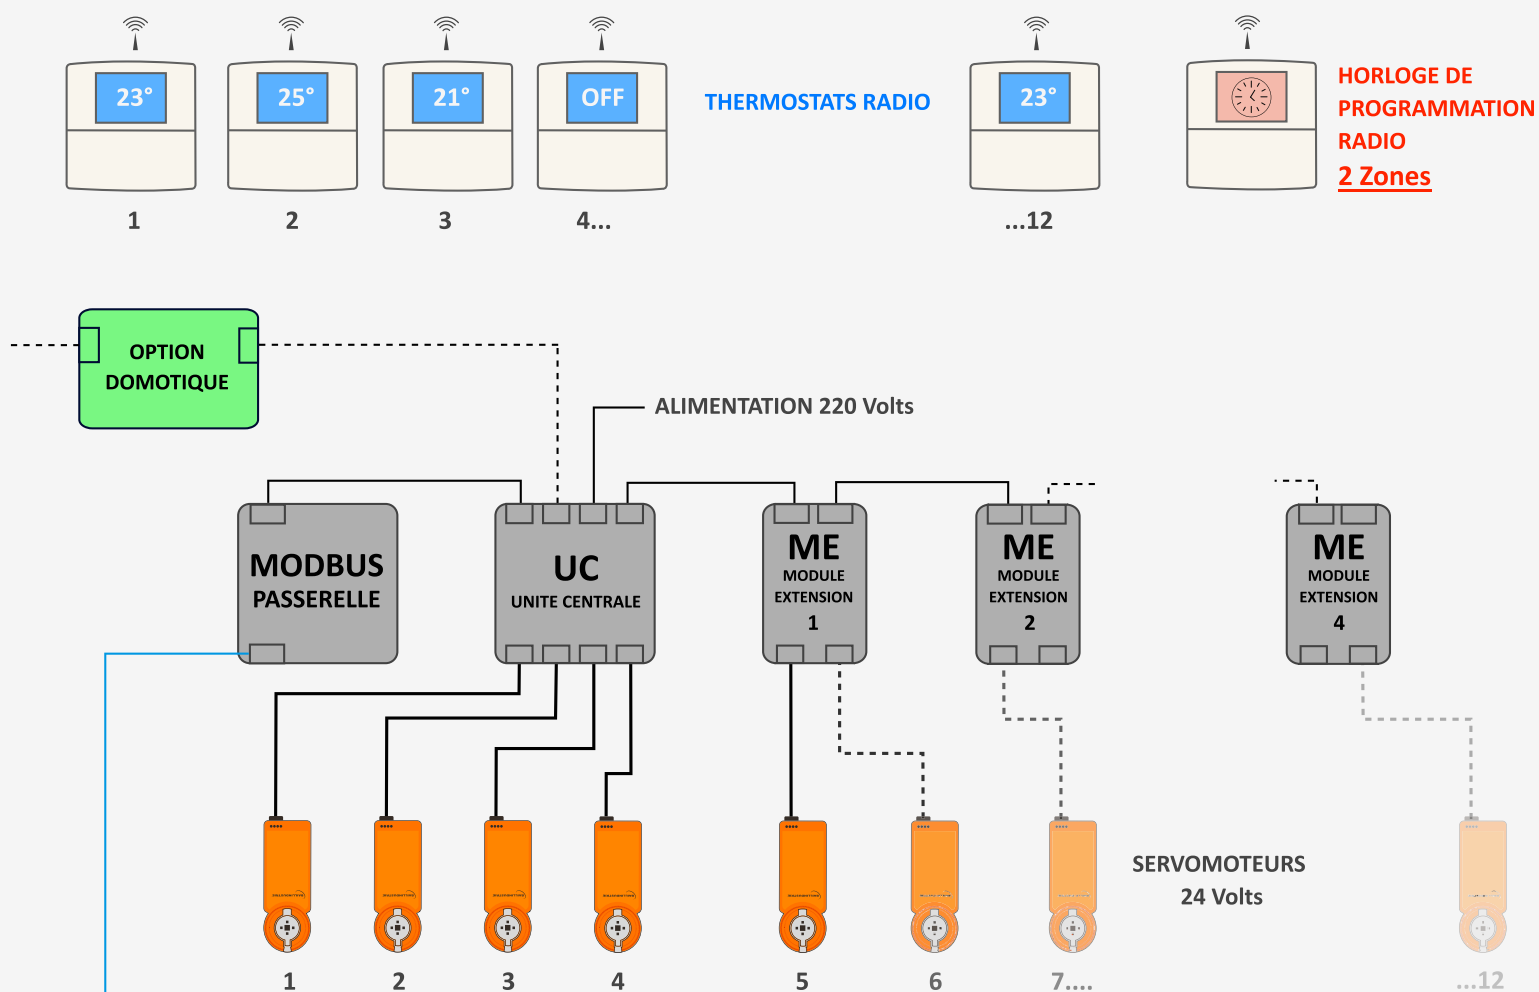 23°
25°
21°
OFF
THERMOSTATS RADIO
23°
HORLOGE DE
PROGRAMMATION
RADIO
2 Zones
1
2
3
4...
...12
OPTION
DOMOTIQUE
ALIMENTATION 220 Volts
MODBUS
PASSERELLE
UC
UNITE CENTRALE
ME
MODULE
EXTENSION
1
ME
MODULE
EXTENSION
2
ME
MODULE
EXTENSION
4
SERVOMOTEURS
24 Volts
1
2
3
4
5
6
7....
...12